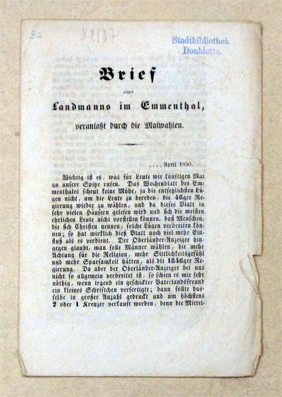 81/37
Stadtbibliothek
Doublette.
Brief
eines
Landmanns im Emmenthal,
veranlaßt durch die Maiwahlen.
.... April 1850.
Wichtig ist es, was für Leute wir künftigen Mai
an unsere Spitze rufen. Das Wochenblatt des Em-
menthales scheut keine Mühe, ja die entsetzlichsten Lü-
gen nicht, um die Leute zu bereden, die 46ger Re-
gierung wieder zu wählen, und da dieses Blatt in
sehr vielen Häusern gelesen wird und sich die meisten
ehrlichen Leute nicht vorstellen können, daß Menschen,
die sich Christen nennen, solche Lügen verbreiten kön-
nen; so hat wirklich dies Blatt noch viel mehr Ein-
fluß als es verdient. Der Oberländer-Anzeiger hin-
gegen glaubt, man solle Männer wählen, die mehr
Achtung für die Religion, mehr Sittlichkeitsgefühl
und mehr Sparsamkeit hätten, als die 1846ger Re-
gierung. Da aber der Oberländer-Anzeiger bei uns
nicht so allgemein verbreitet ist, so schien es mir sehr
nöthig, wenn irgend ein geschickter Vaterlandsfreund
ein kleines Schriftchen verfertigte; dann sollte das-
selbe in großer Anzahl gedruckt und um höchstens
2 oder 1 Kreuzer verkauft werden, denn die Mittel-